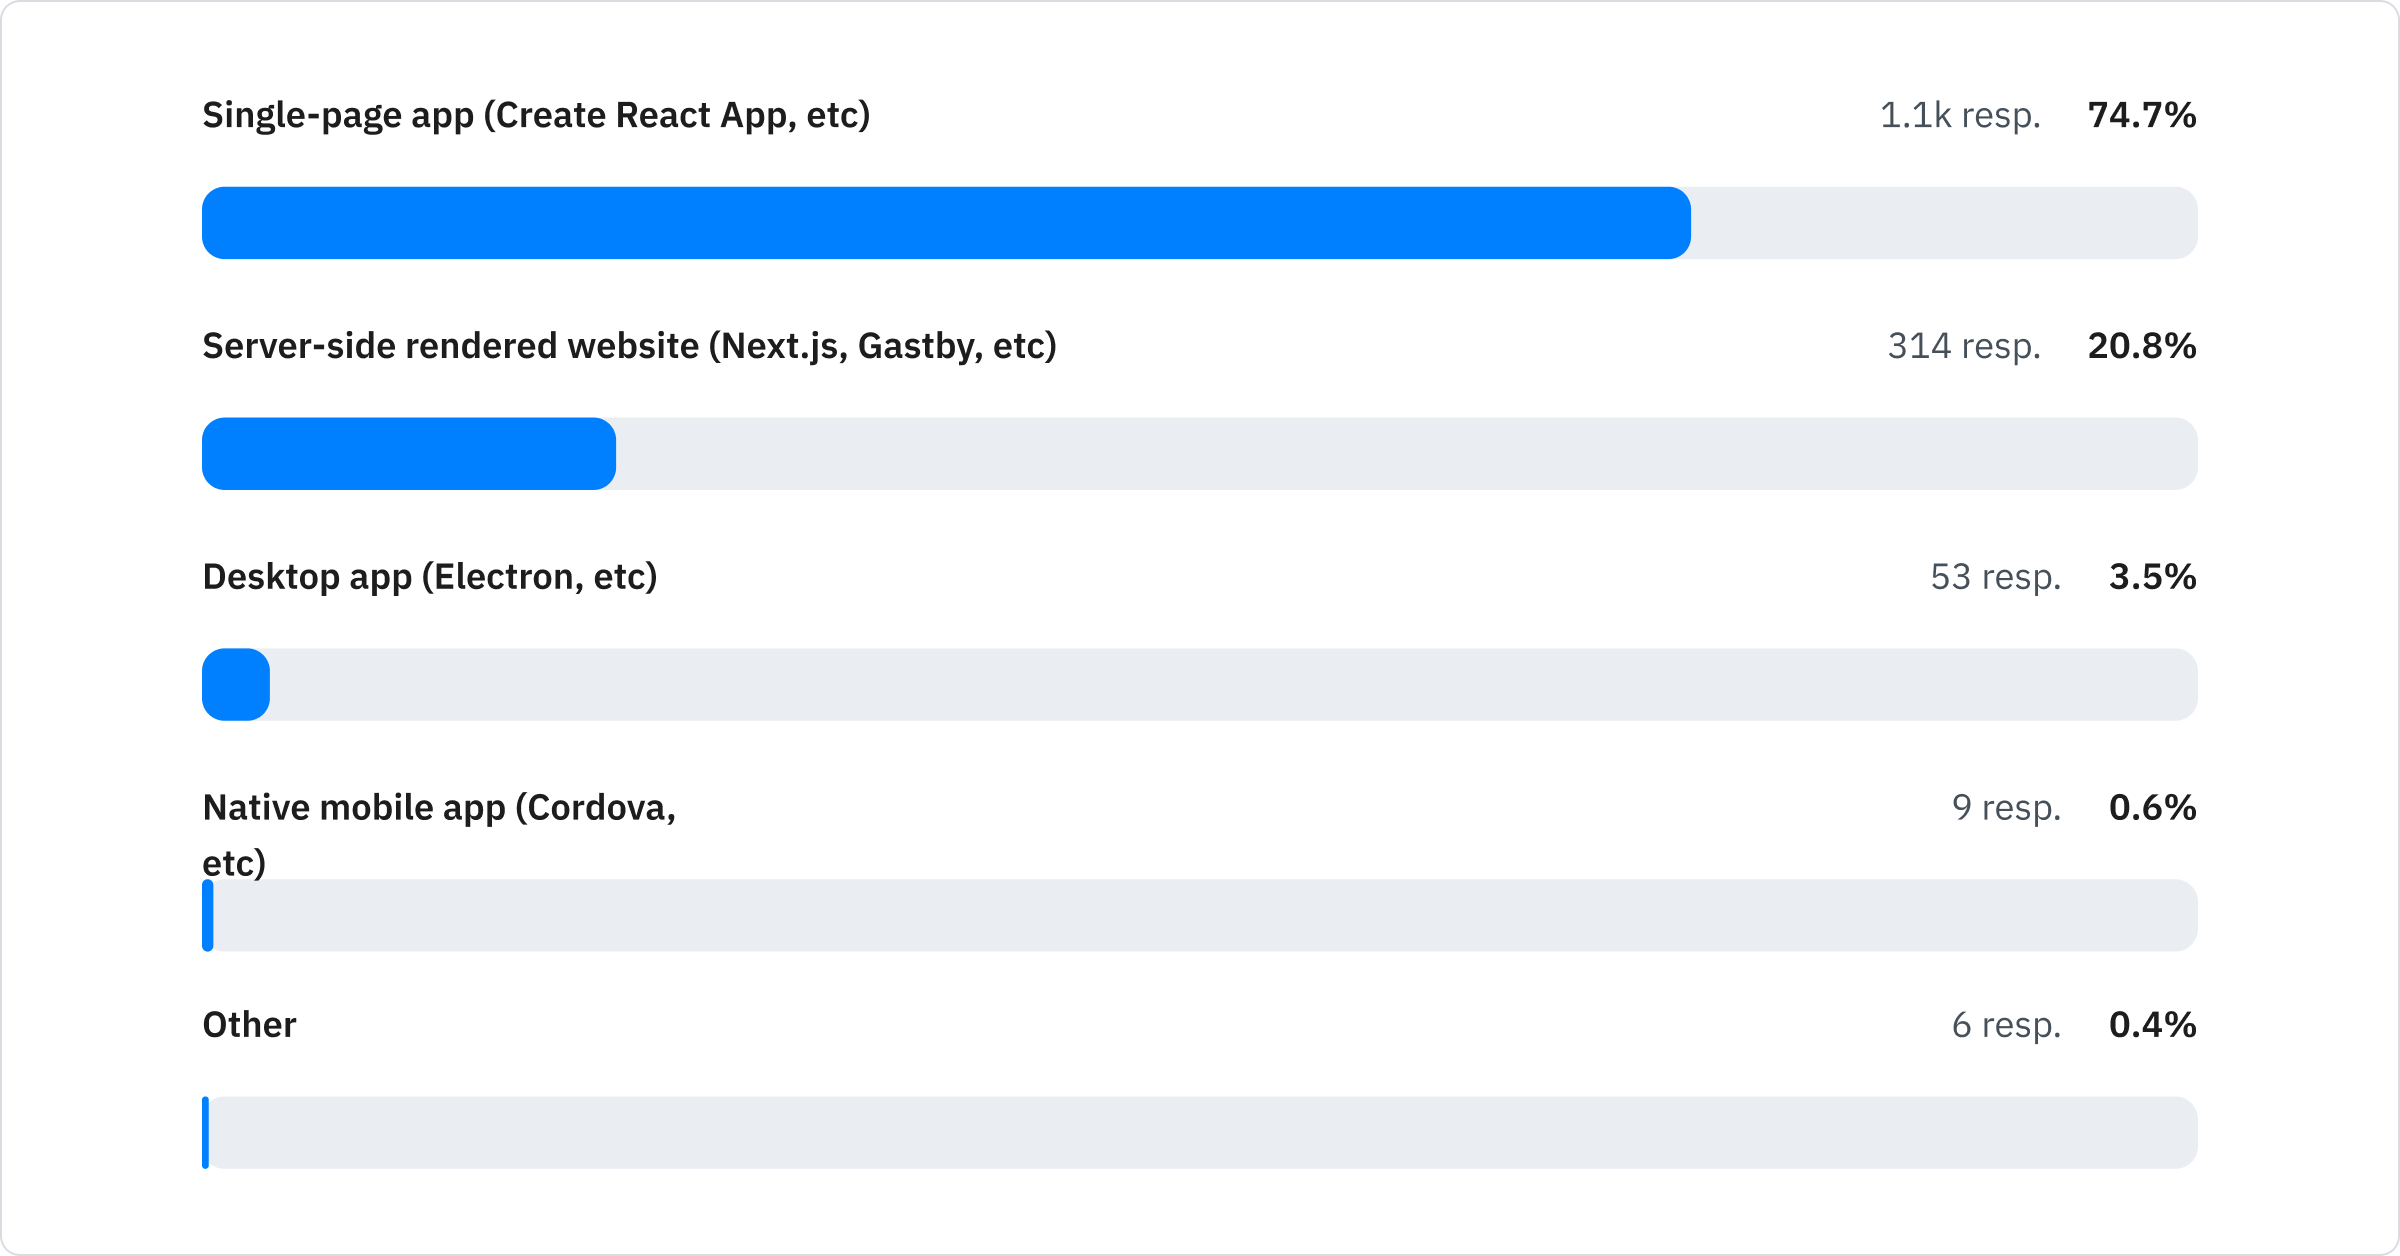 Single-page app (Create React App, etc) 1.1k resp. 74.7%
Server-side rendered website (Next.js, Gastby, etc) 314 resp. 20.8%
Desktop app (Electron, etc) 53 resp. 3.5%
Native mobile app (Cordova, 9 resp. 0.6%
etc)
Other 6 resp. 0.4%